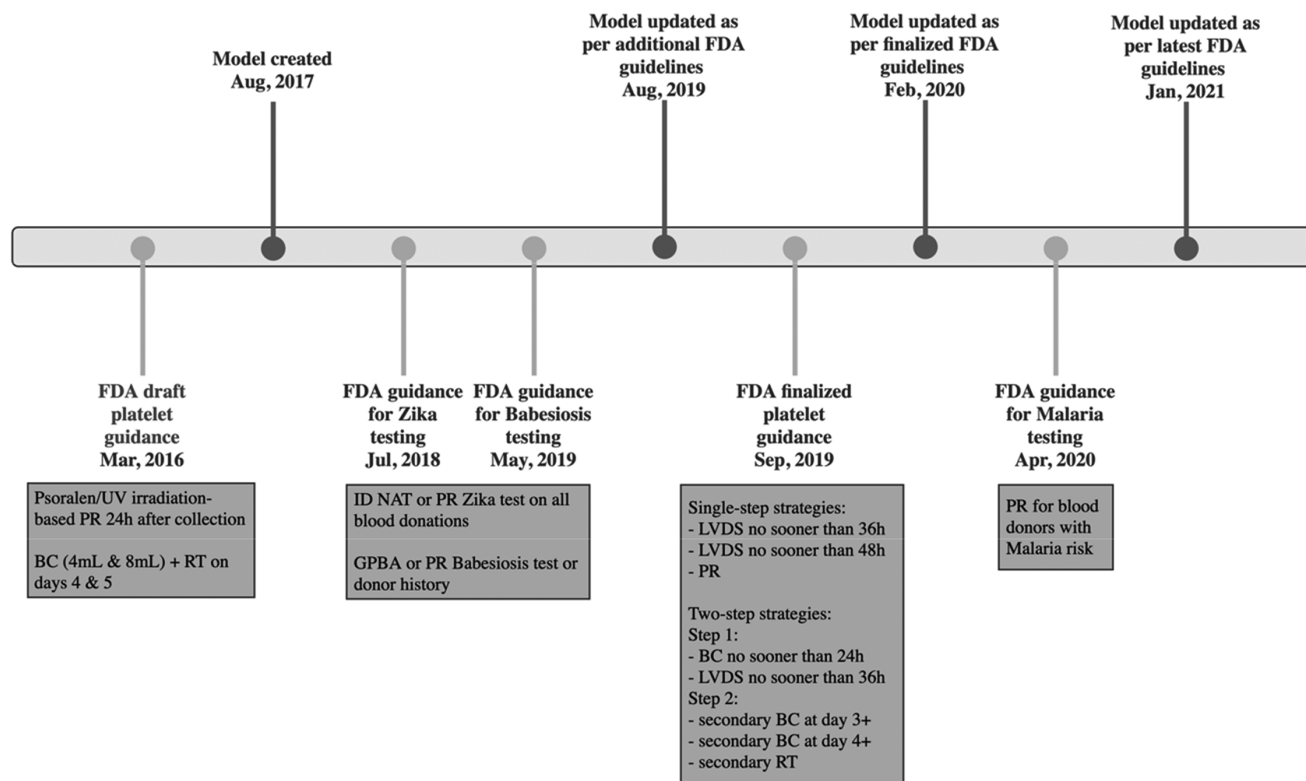 Model created
Aug, 2017
Model updated as
per additional FDA
guidelines
Aug, 2019
Model updated as
per finalized FDA
guidelines
Feb, 2020
Model updated as
per latest FDA
guidelines
Jan, 2021
FDA draft
platelet
guidance
Mar, 2016
FDA guidance
for Zika
testing
Jul, 2018
FDA guidance
for Babesiosis
testing
May, 2019
FDA finalized
platelet
guidance
Sep, 2019
FDA guidance
for Malaria
testing
Apr, 2020
Psoralen/UV irradiation-
based PR 24h after collection
BC (4mL & 8mL) + RT on
days 4 & 5
ID NAT or PR Zika test on all
blood donations
GPBA or PR Babesiosis test or
donor history
Single-step strategies:
- LVDS no sooner than 36h
- LVDS no sooner than 48h
- PR
Two-step strategies:
Step 1:
- BC no sooner than 24h
- LVDS no sooner than 36h
Step 2:
- secondary BC at day 3+
- secondary BC at day 4+
- secondary RT
PR for blood
donors with
Malaria risk